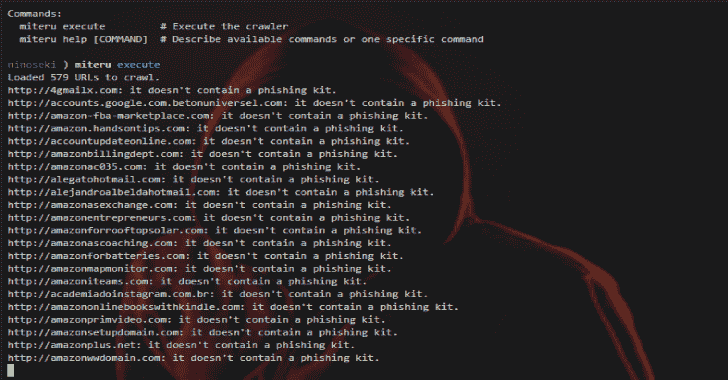 Commands:
miteru execute # Execute the crawler
miteru help [COMMAND] # Describe available commands or one specific command
ninoseki ) miteru execute
Loaded 579 URLs to crawl.
http://4gmailx.com: it doesn't contain a phishing kit.
http://accounts.google.com.betonuniversel.com: it doesn't contain a phishing kit.
http://amazon-fba-marketplace.com: it doesn't contain a phishing kit.
http://amazon.handsontips.com: it doesn't contain a phishing kit.
http://accountupdateonline.com: it doesn't contain a phishing kit.
http://amazonbillingdept.com: it doesn't contain a phishing kit.
http://amazonac035.com: it doesn't contain a phishing kit.
http://alegatohotmail.com: it doesn't contain a phishing kit.
http://alejandroalbeldahotmail.com: it doesn't contain a phishing kit.
http://amazonasexchange.com: it doesn't contain a phishing kit.
http://amazonentrepreneurs.com: it doesn't contain a phishing kit.
http://amazonforrooftopsolar.com: it doesn't contain a phishing kit.
http://amazonascoaching.com: it doesn't contain a phishing kit.
http://amazonforbatteries.com: it doesn't contain a phishing kit.
http://amazonmapmonitor.com: it doesn't contain a phishing kit.
http://amazoniteams.com: it doesn't contain a phishing kit.
http://academiadoinstagram.com.br: it doesn't contain a phishing kit.
http://amazononlinebookswithkindle.com: it doesn't contain a phishing kit.
http://amazonprimvideo.com: it doesn't contain a phishing kit.
http://amazonsetupdomain.com: it doesn't contain a phishing kit.
http://amazonplus.net: it doesn't contain a phishing kit.
http://amazonwwdomain.com: it doesn't contain a phishing kit.